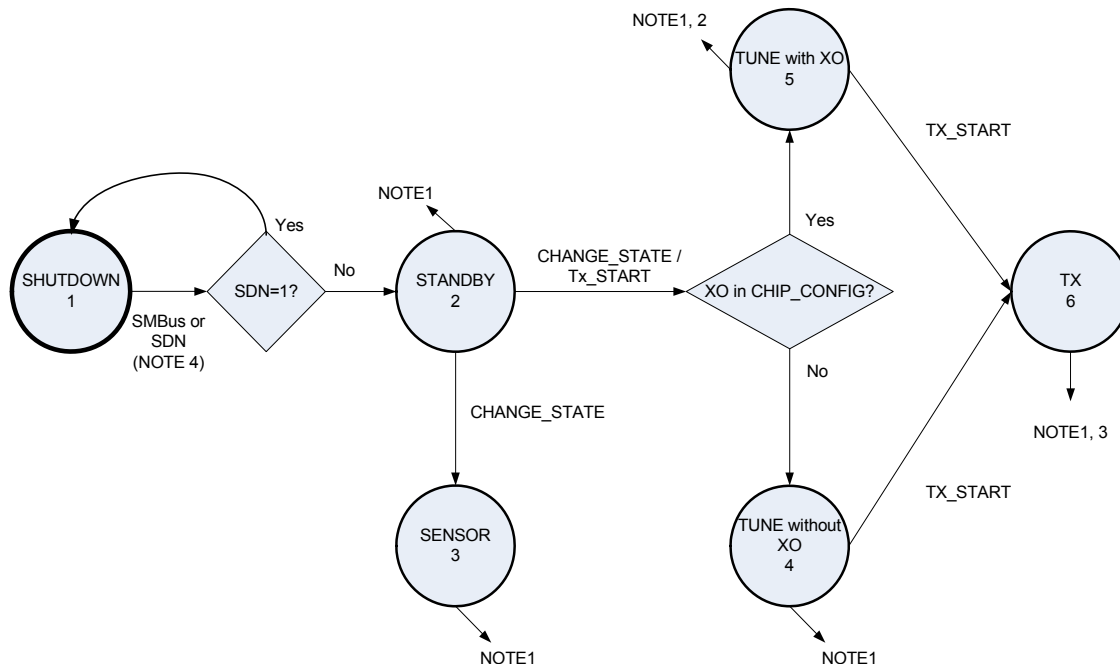 NOTE1, 2
TUNE with XO
5
TX_START
NOTE1
Yes
Yes
SHUTDOWN
1
SDN=1?
No
STANDBY
2
CHANGE_STATE /
Tx_START
XO in CHIP_CONFIG?
TX
6
SMBus or
SDN
(NOTE 4)
No
CHANGE_STATE
NOTE1, 3
SENSOR
3
TUNE without
XO
4
TX_START
NOTE1
NOTE1